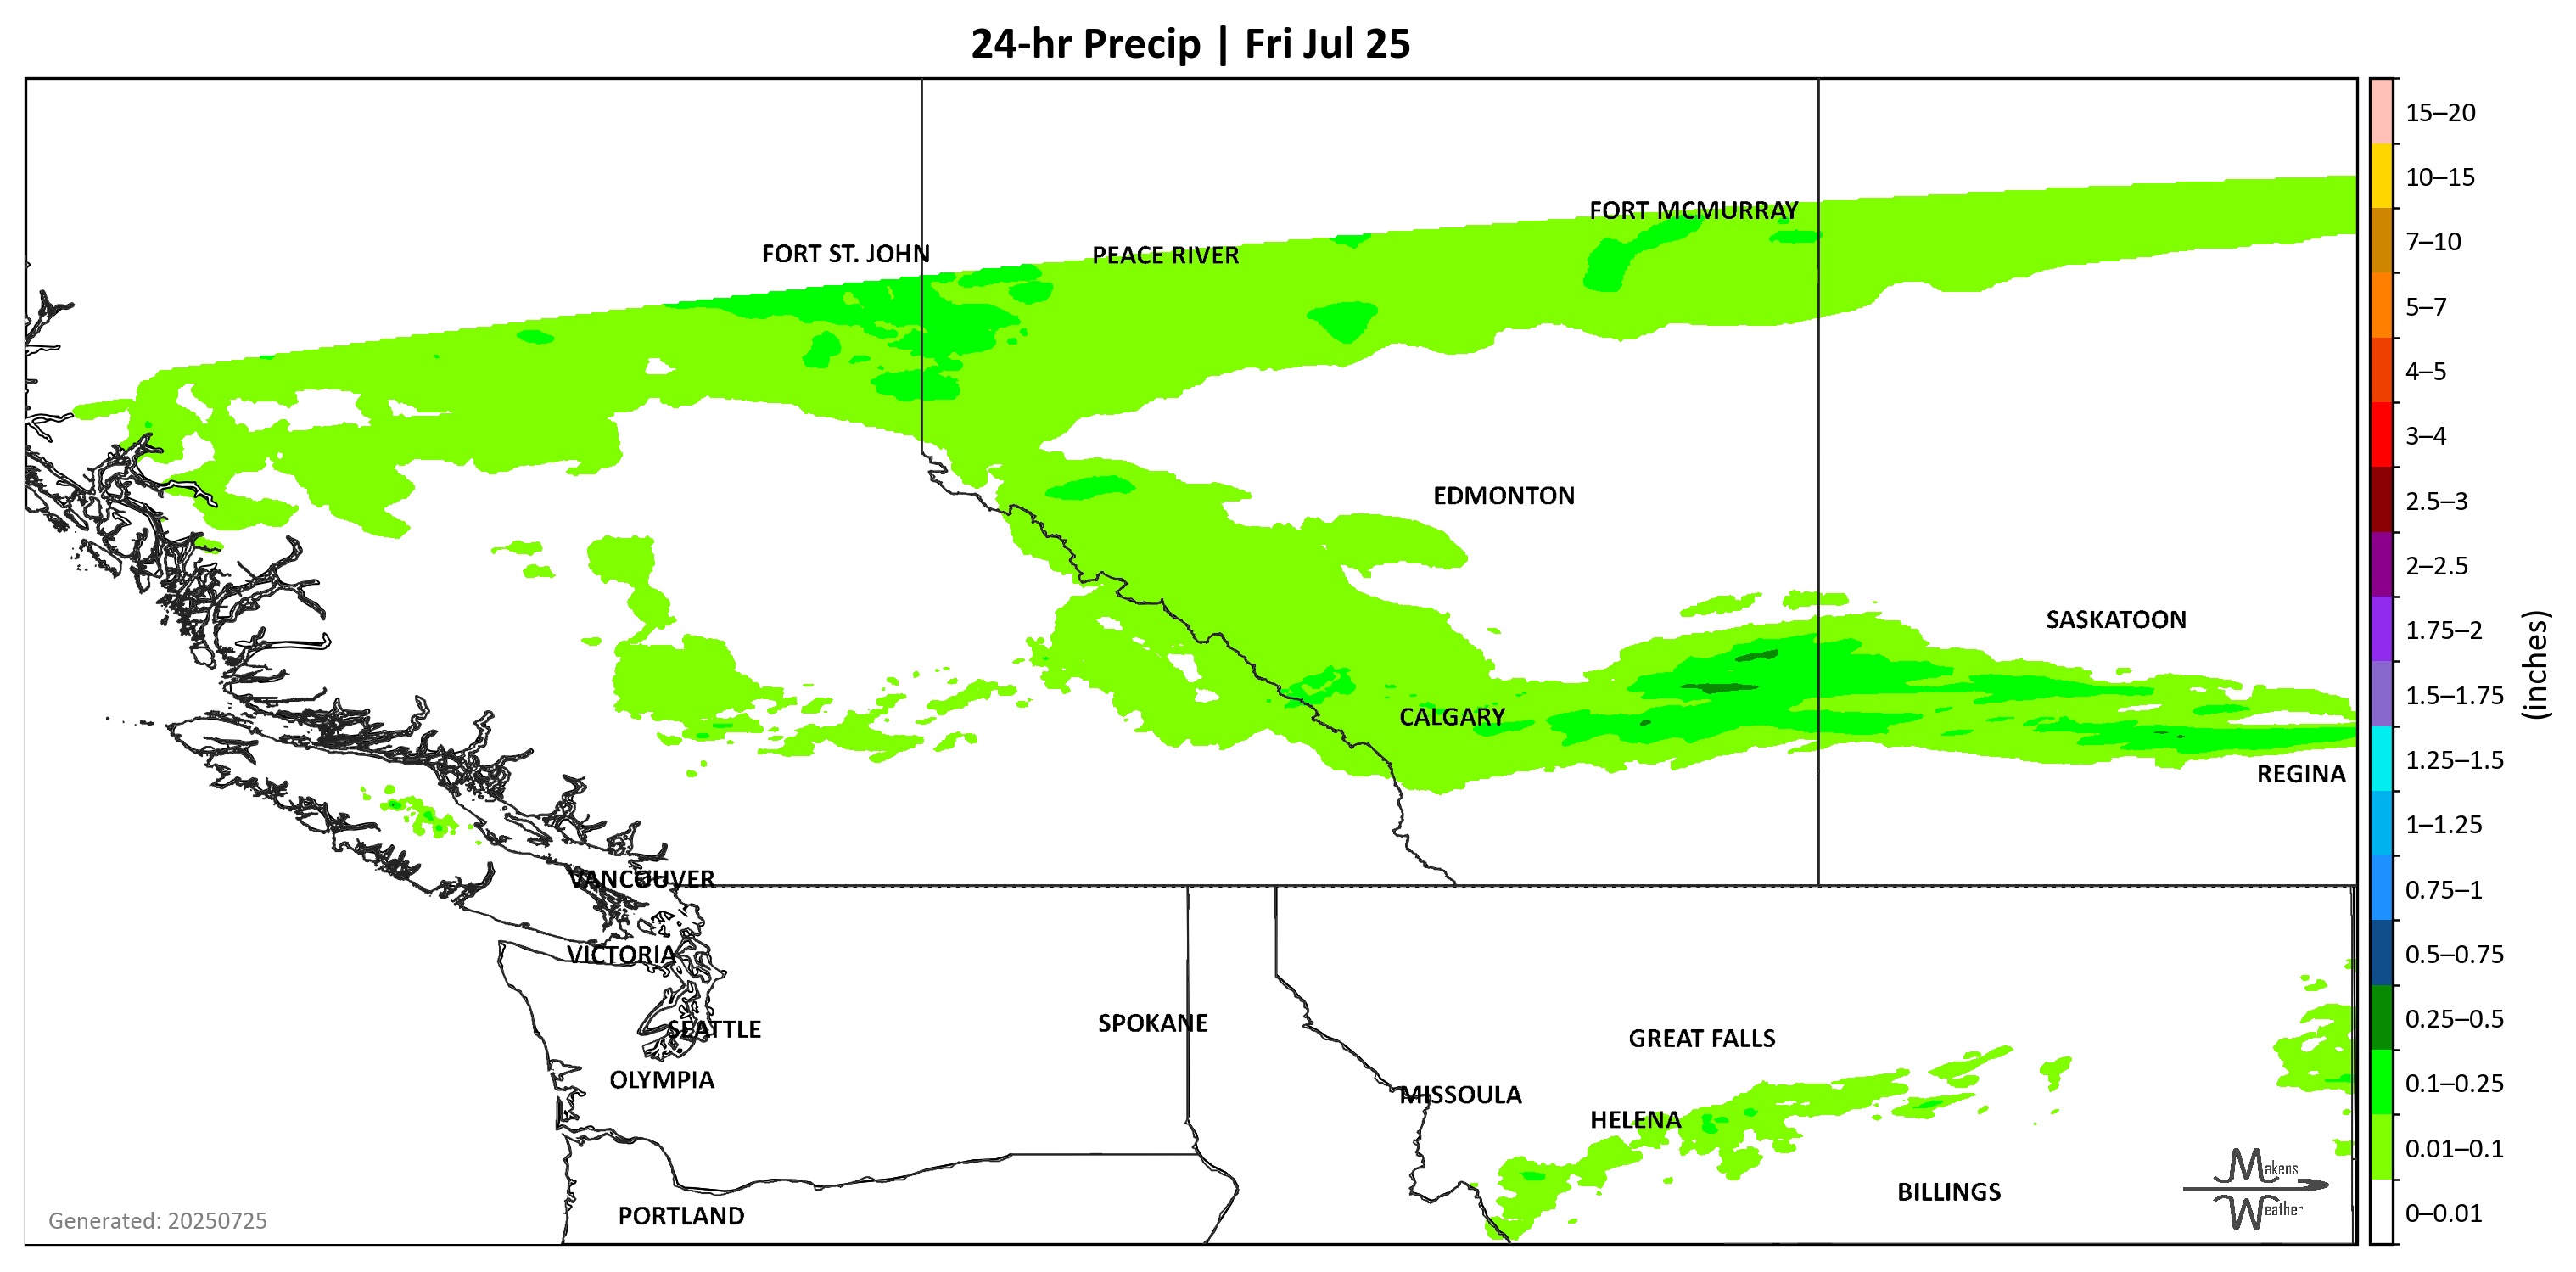 24-hr Precip | Fri Jul 25
15–20
10–15
7–10
5–7
4–5
3–4
2.5–3
2–2.5
1.75–2
1.5–1.75
1.25–1.5
1–1.25
0.75–1
0.5–0.75
0.25–0.5
0.1–0.25
0.01–0.1
0–0.01
(inches)
FORT MCMURRAY
FORT ST. JOHN
PEACE RIVER
EDMONTON
SASKATOON
CALGARY
REGINA
VANCOUVER
VICTORIA
SEATTLE
SPOKANE
GREAT FALLS
OLYMPIA
MISSOULA
HELENA
BILLINGS
PORTLAND
Makens
Weather
Generated: 20250725